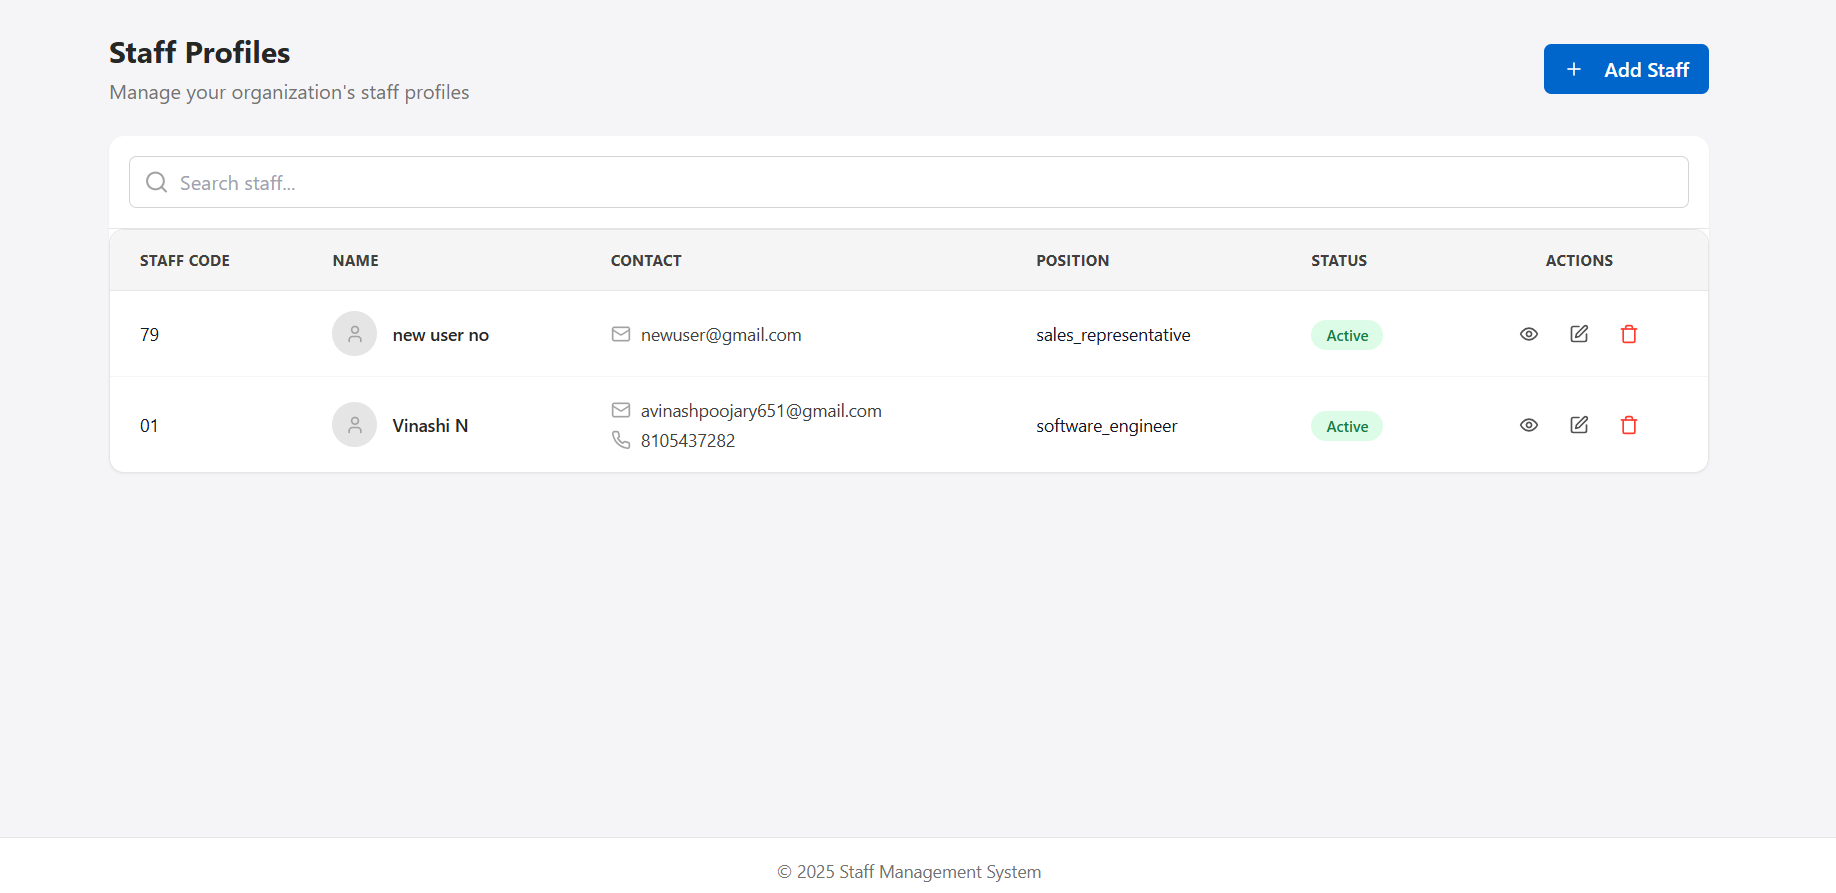 Staff Profiles
Manage your organization's staff profiles
Add Staff
Search staff...
STAFF CODE NAME CONTACT POSITION STATUS ACTIONS
79 new user no newuser@gmail.com sales_representative Active
01 Vinashi N avinashpoojary651@gmail.com software_engineer Active
8105437282
© 2025 Staff Management System